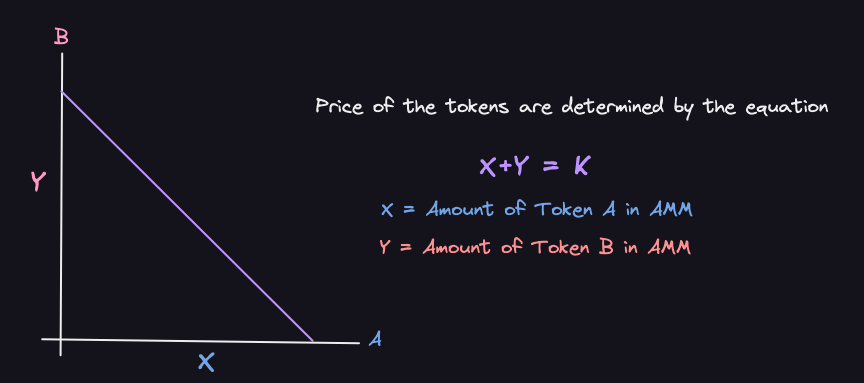 B
Price of the tokens are determined by the equation
X+Y = K
Y
X = Amount of Token A in AMM
Y = Amount of Token B in AMM
A
X